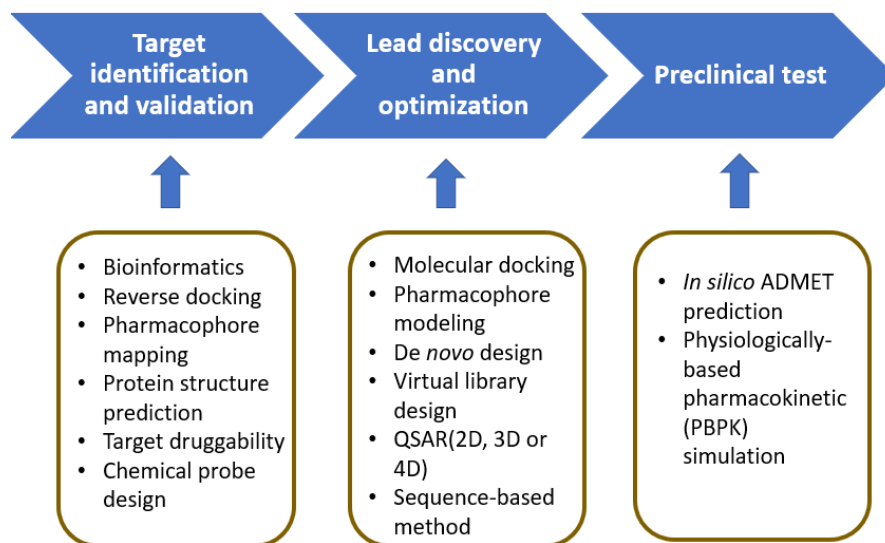 Target
identification
and validation
Lead discovery
and
optimization
Preclinical test
• Bioinformatics
• Reverse docking
• Pharmacophore
mapping
• Protein structure
prediction
• Target druggability
• Chemical probe
design
• Molecular docking
• Pharmacophore
modeling
• De novo design
• Virtual library
design
• QSAR(2D, 3D or
4D)
• Sequence-based
method
• In silico ADMET
prediction
• Physiologically-
based
pharmacokinetic
(PBPK)
simulation